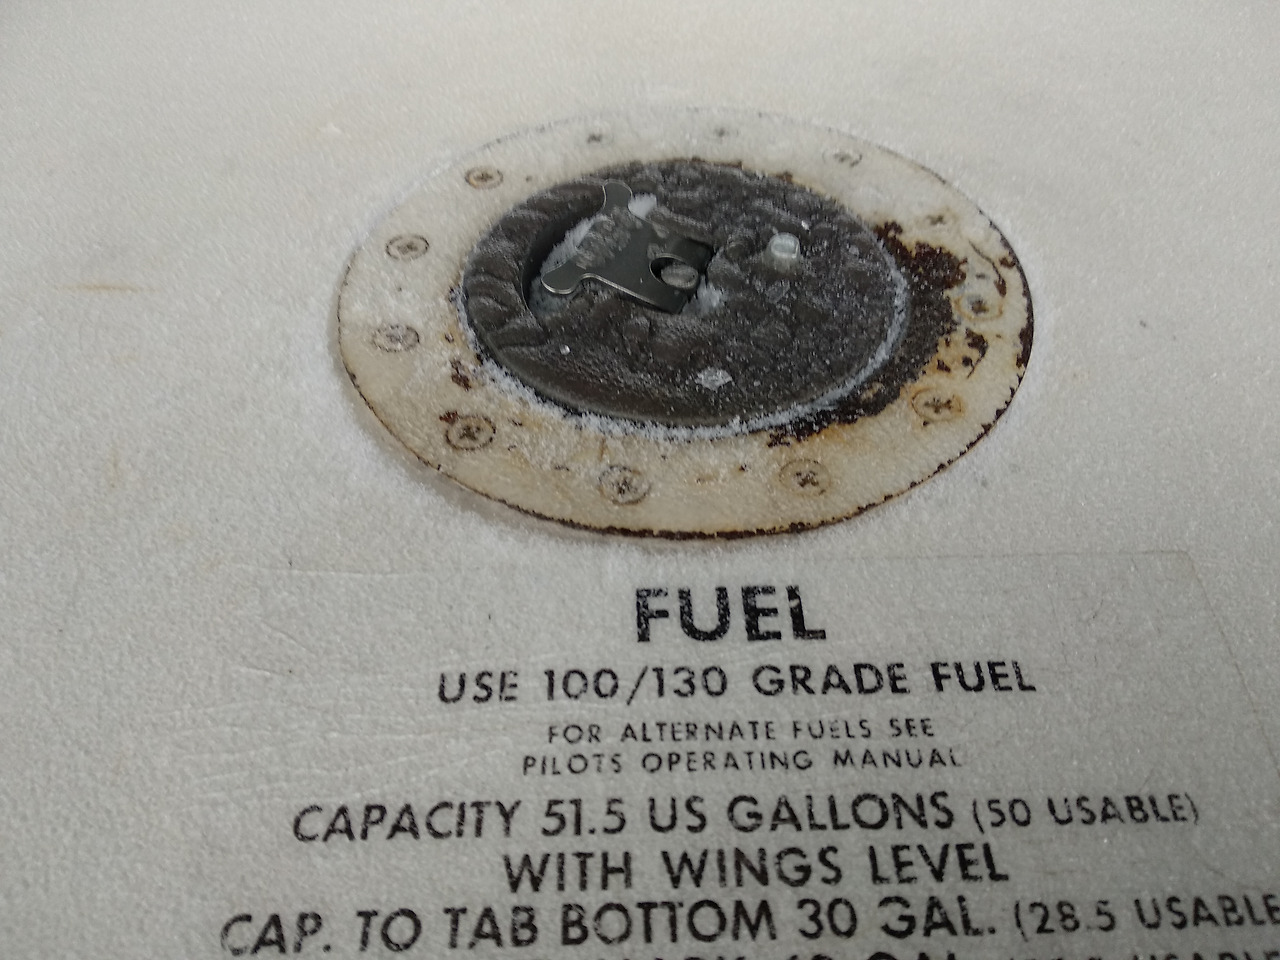 FUEL
USE 100/130 GRADE FUEL
FOR ALTERNATE FUELS SEE
PILOTS OPERATING MANUAL
CAPACITY 51.5 US GALLONS (50 USABLE)
WITH WINGS LEVEL
CAP. TO TAB BOTTOM 30 GAL. (28.5 USABLE